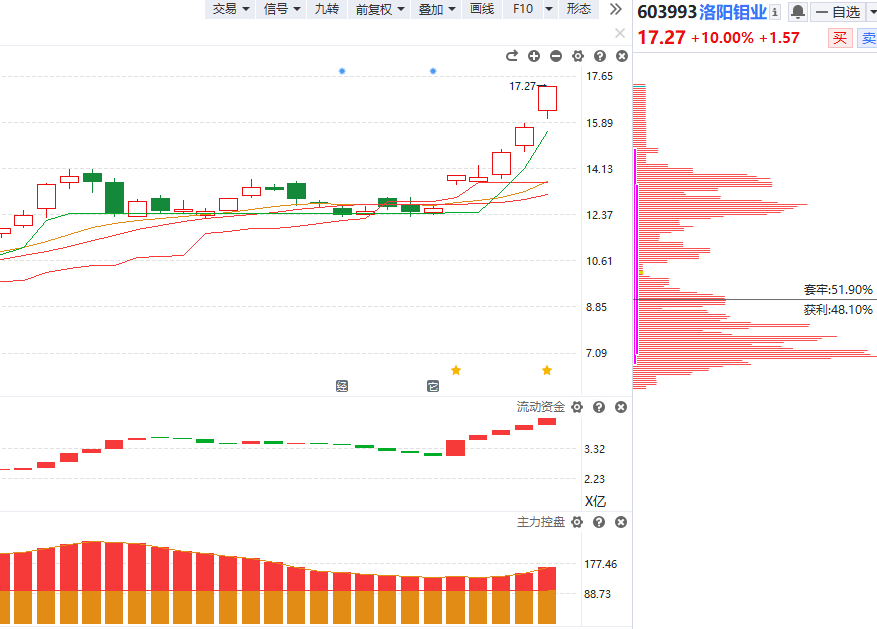 交易 信号 九转 前复权 叠加 画线 F10 形态
603993 洛阳钼业 i 一自选
17.27 +10.00% +1.57 买 卖
17.65
17.27
15.89
14.13
12.37
10.61
套牢:51.90%
8.85
获利:48.10%
7.09
经 它
流动资金
3.32
2.23
X亿
主力控盘
177.46
88.73